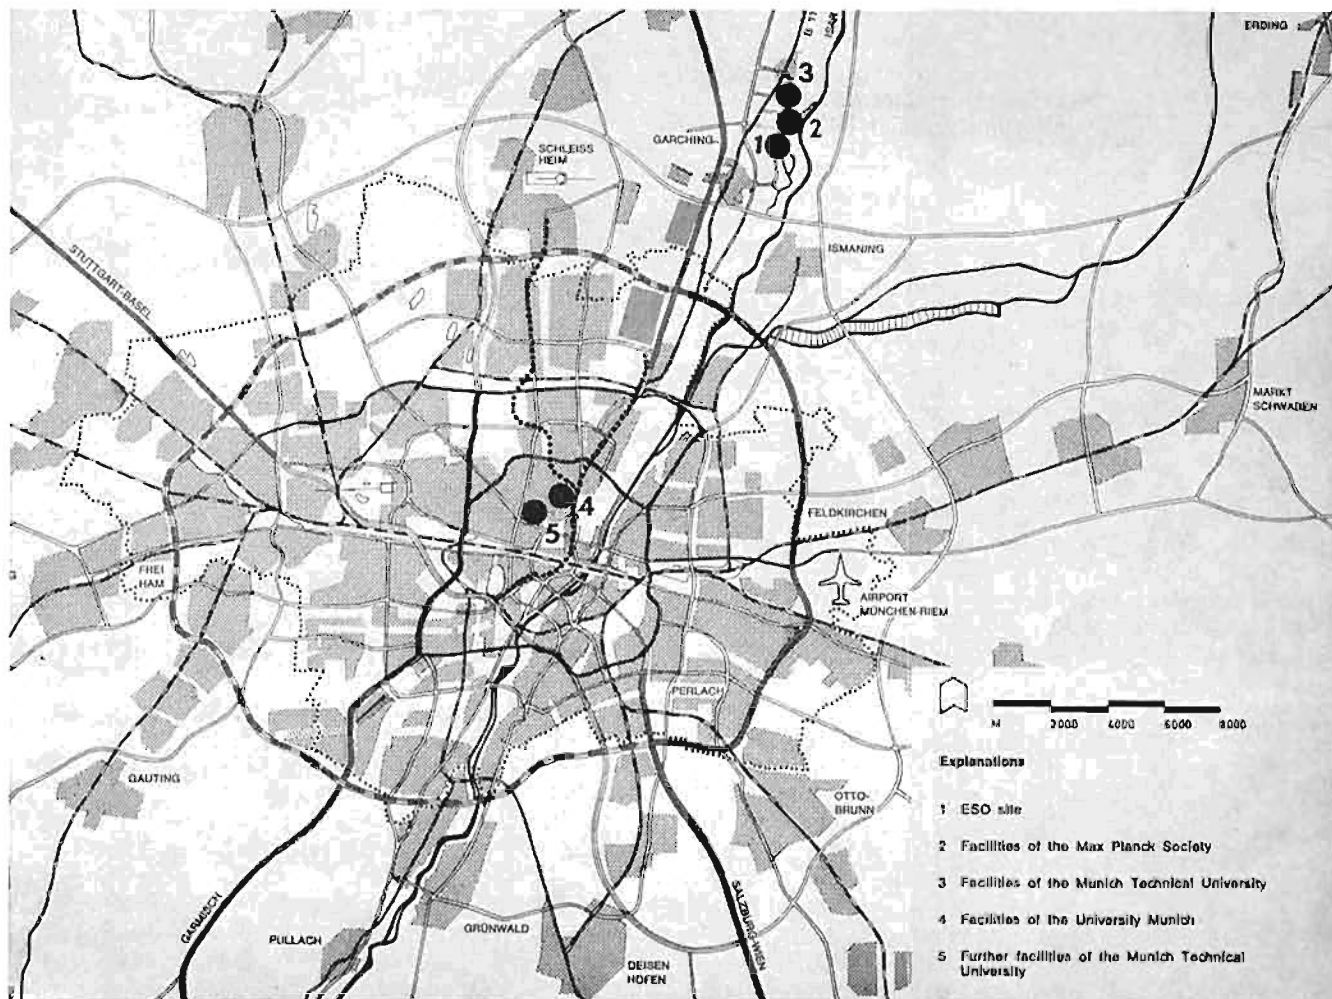 B 11
ISAR
ERDING
3
2
1
GARCHING
SCHLEISS
HEIM
ISMANING
STUTTGART-BASEL
MARKT
SCHWABEN
4
5
FELDKIRCHEN
FREI
HAM
AIRPORT
MÜNCHEN-RIEM
PERLACH
GAUTING
OTTO-
BRUNN
GARMISCH
PULLACH
GRÜNWALD
SALZBURG-WIEN
DEISEN
HOFEN
M 2000 4000 6000 8000
Explanations
1 ESO site
2 Facilities of the Max Planck Society
3 Facilities of the Munich Technical University
4 Facilities of the University Munich
5 Further facilities of the Munich Technical
University